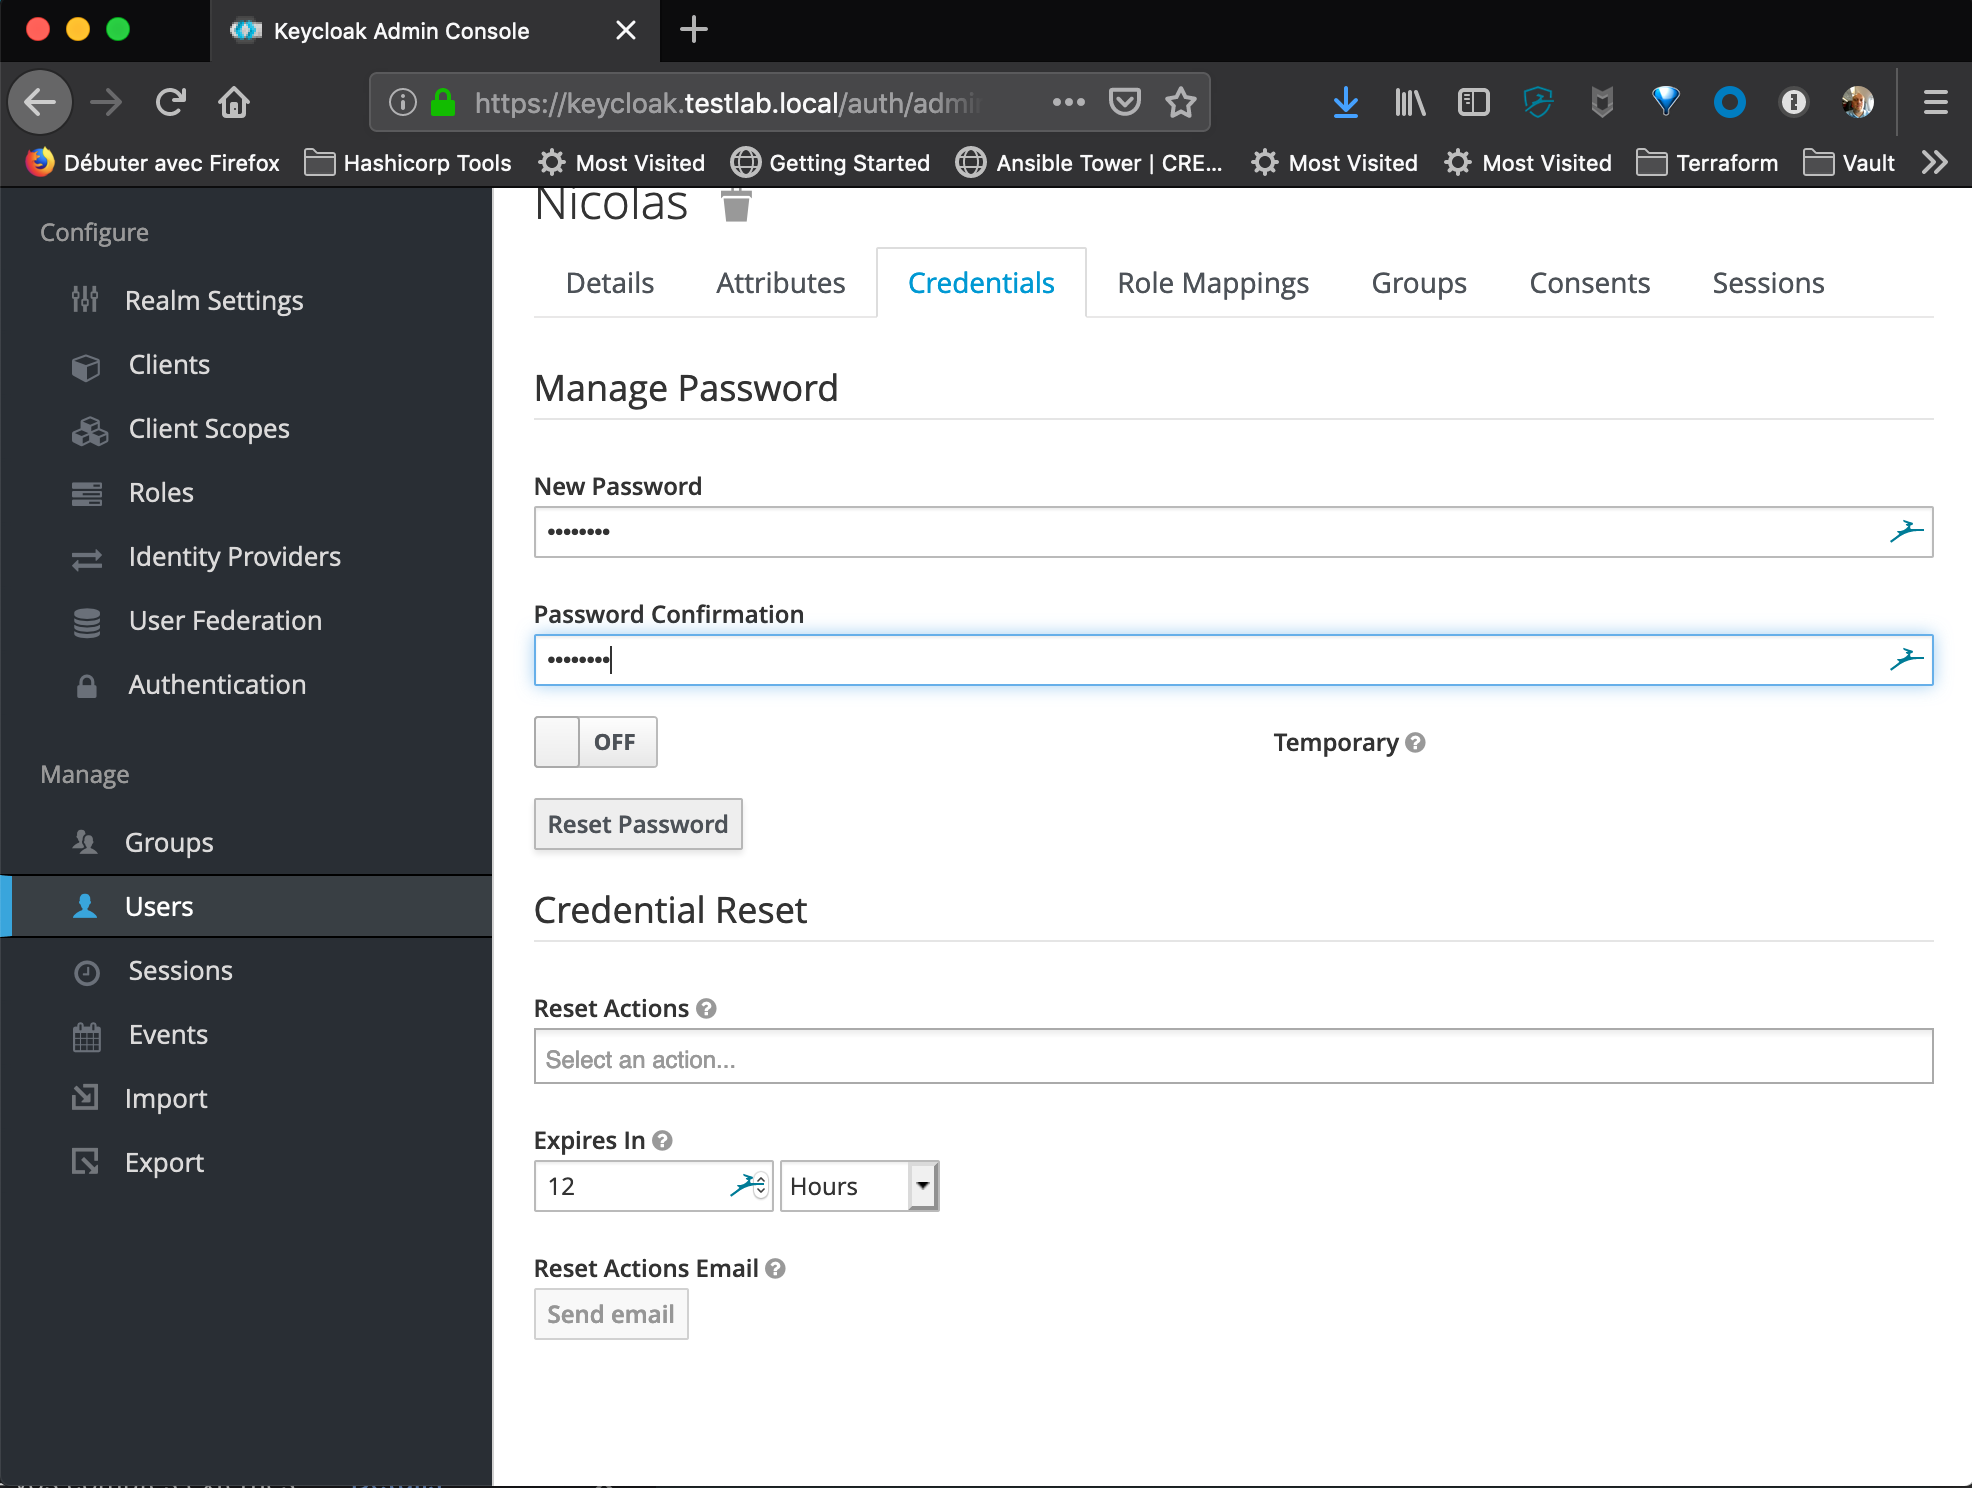 Keycloak Admin Console
https://keycloak.testlab.local/auth/admi
Débuter avec Firefox Hashicorp Tools Most Visited Getting Started Ansible Tower | CRE... Most Visited Most Visited Terraform Vault
Nicolas
Configure
Realm Settings
Clients
Client Scopes
Roles
Identity Providers
User Federation
Authentication
Manage
Groups
Users
Sessions
Events
Import
Export
Details Attributes Credentials Role Mappings Groups Consents Sessions
Manage Password
New Password
••••••••
Password Confirmation
••••••••
OFF Temporary
Reset Password
Credential Reset
Reset Actions
Select an action...
Expires In
12 Hours
Reset Actions Email
Send email